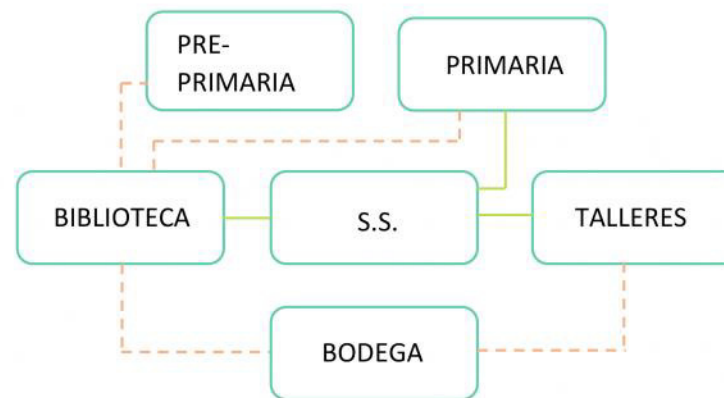 PRE-
PRIMARIA
PRIMARIA
BIBLIOTECA
S.S.
TALLERES
BODEGA